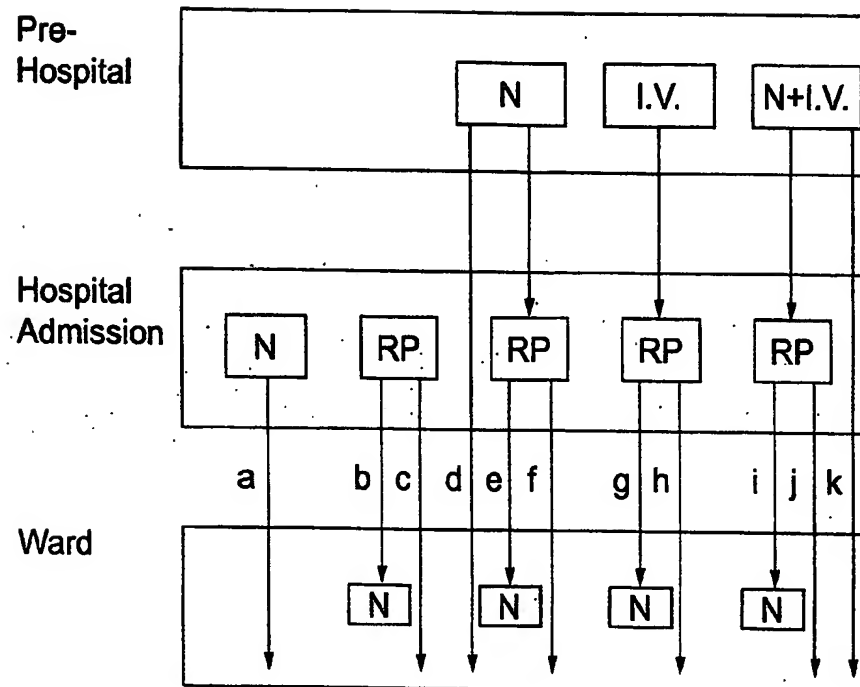 Pre-
Hospital
N I.V. N+I.V.
Hospital
Admission
N RP RP RP RP
a b c d e f g h i j k
Ward
N N N N